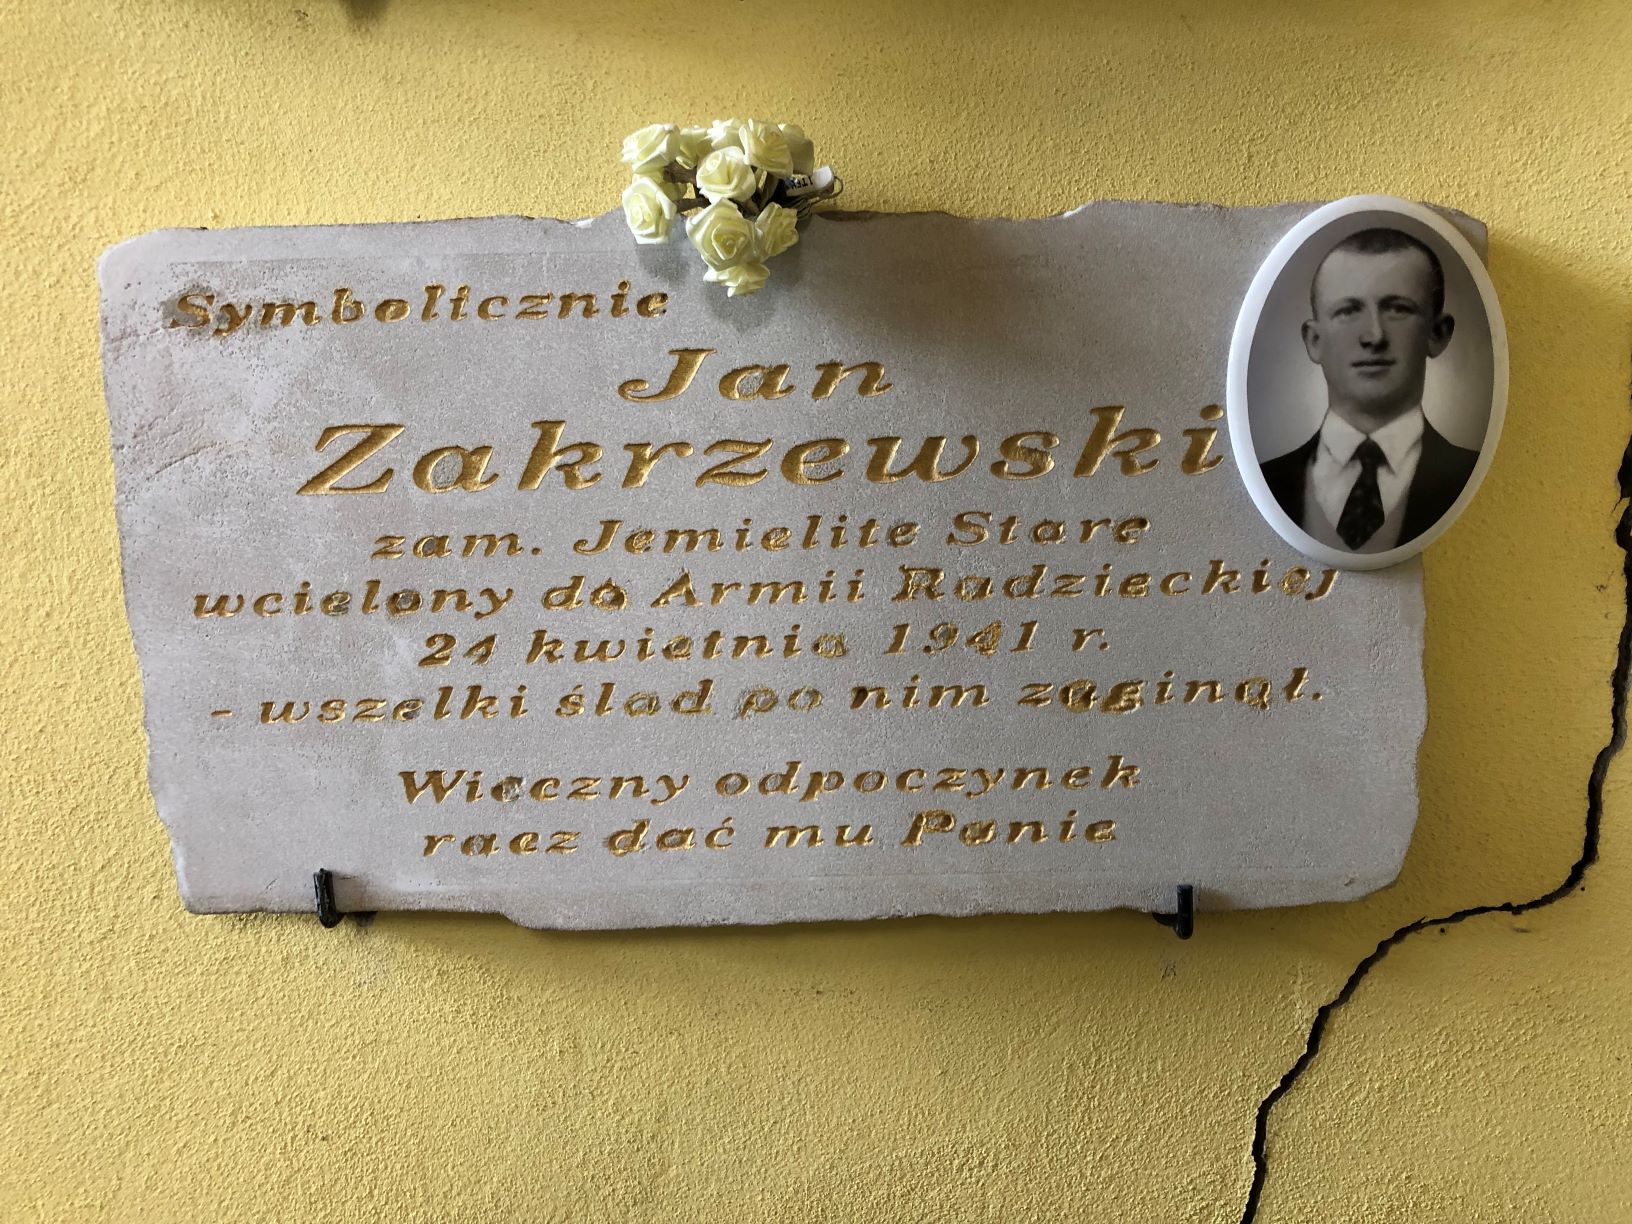 Symbolicznie
Jan
Zakrzewski
zam. Jemielite Stare
wcielony do Armii Radzieckiej
24 kwietnia 1941 r.
- wszelki ślad po nim zaginął.
Wieczny odpoczynek
racz dać mu Panie